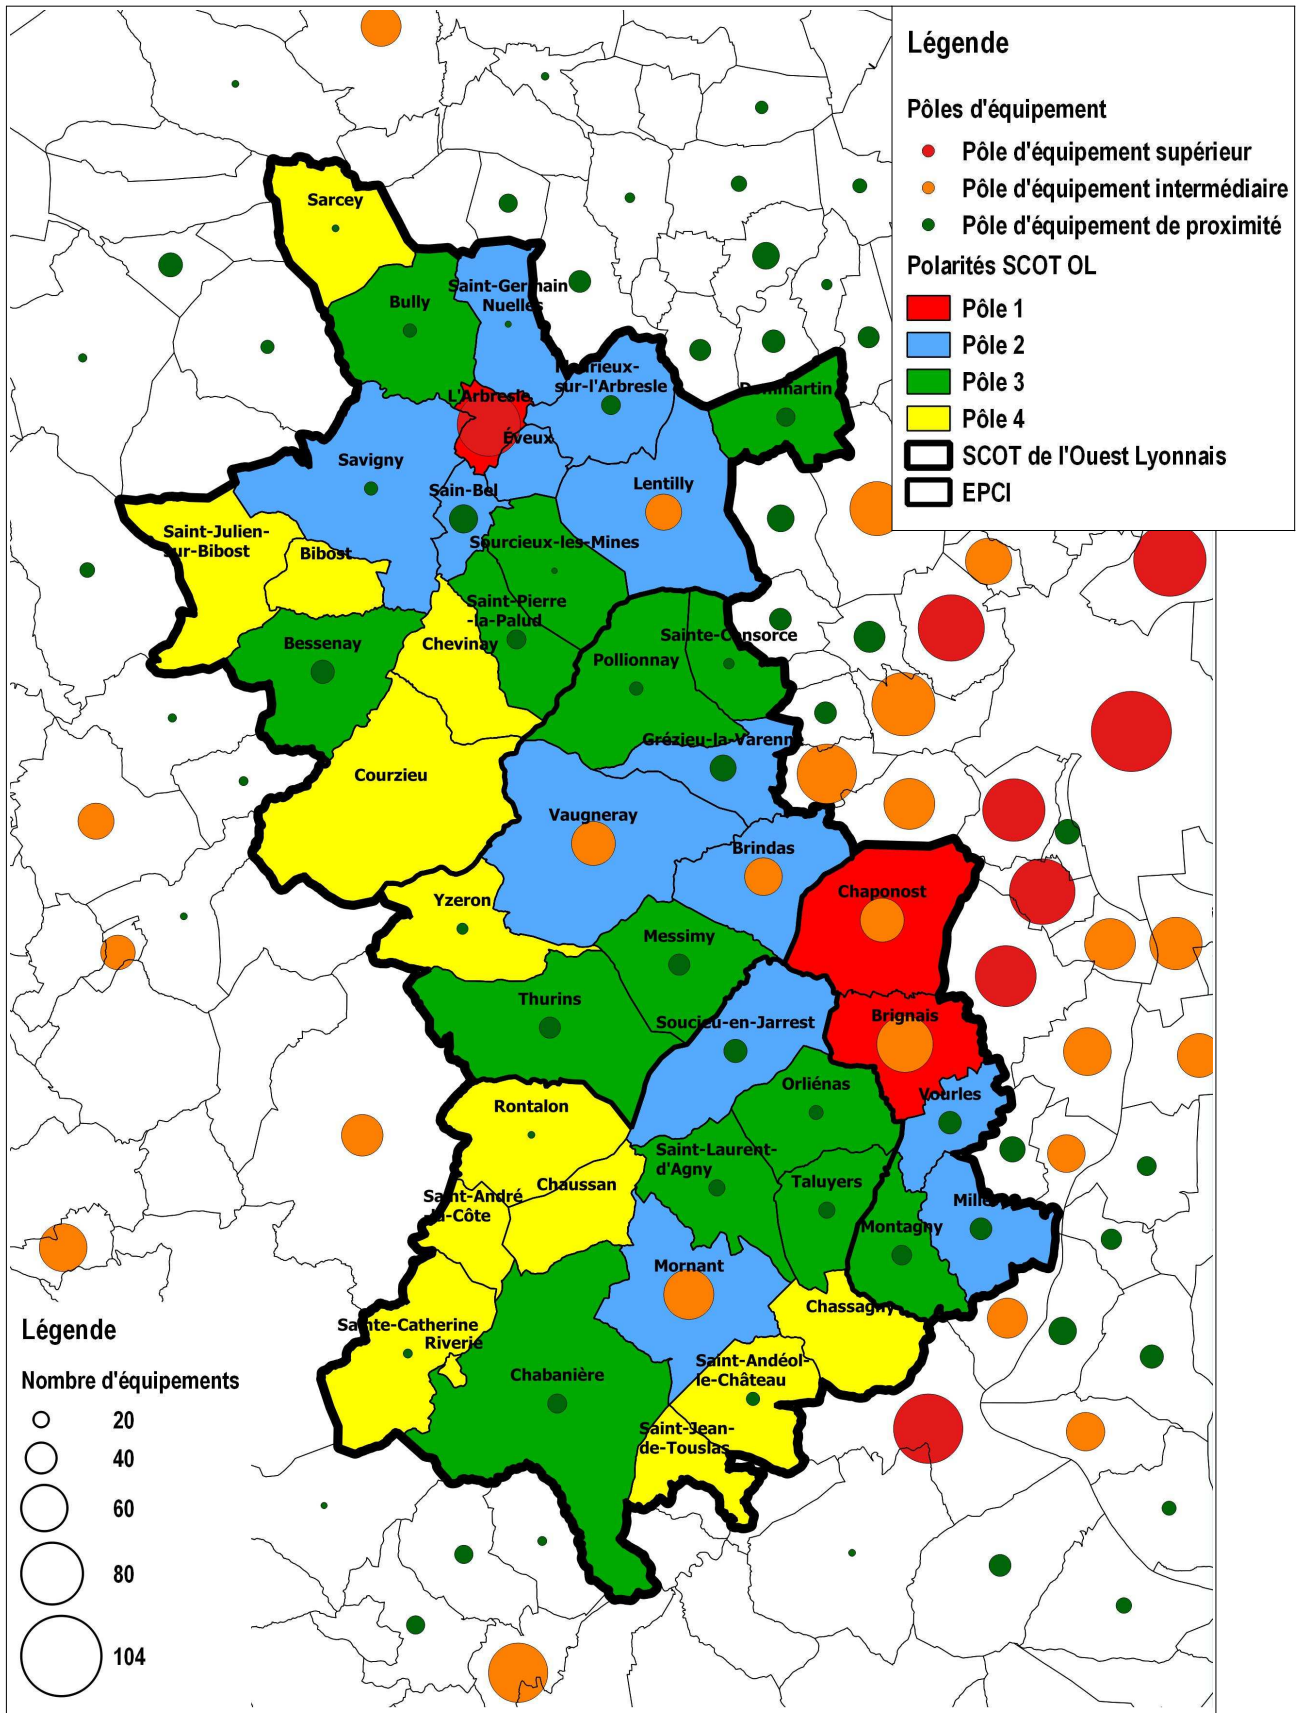 Légende
Pôles d'équipement
Pôle d'équipement supérieur
Pôle d'équipement intermédiaire
Pôle d'équipement de proximité
Polarités SCOT OL
Pôle 1
Pôle 2
Pôle 3
Pôle 4
SCOT de l'Ouest Lyonnais
EPCI
Sarcey
Bully
Saint-Germain
Nuelles
sur-l'Arbresle
L'Arbresle
Dommartin
Éveux
Savigny
Sain-Bel
Lentilly
Saint-Julien-
sur-Bibost
Bibost
Sourcieux-les-Mines
Saint-Pierre
-la-Palud
Bessenay
Chevinay
Sainte-Consorce
Pollionnay
Grézieu-la-Varenne
Courzieu
Vaugneray
Brindas
Chaponost
Yzeron
Messimy
Thurins
Soucieu-en-Jarrest
Brignais
Orliénas
Vourles
Rontalon
Saint-Laurent-
d'Agny
Chaussan
Taluyers
Saint-André
-la-Côte
Montagny
Mornant
Chassagny
Sainte-Catherine
Riverie
Saint-Andéol-
le-Château
Chabanière
Saint-Jean-
de-Touslas
Légende
Nombre d'équipements
20
40
60
80
104